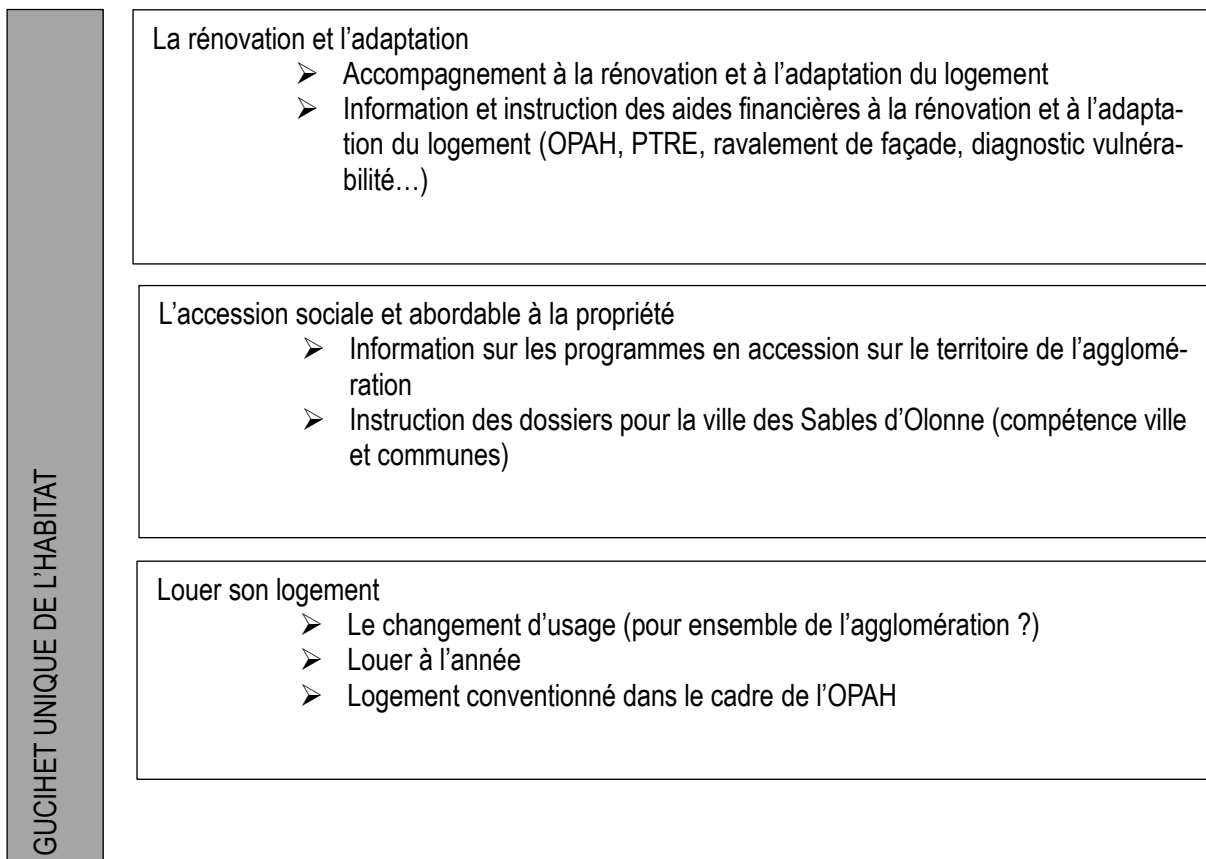 La rénovation et l’adaptation
➢ Accompagnement à la rénovation et à l’adaptation du logement
➢ Information et instruction des aides financières à la rénovation et à l’adapta-
tion du logement (OPAH, PTRE, ravalement de façade, diagnostic vulnéra-
bilité…)
L’accession sociale et abordable à la propriété
➢ Information sur les programmes en accession sur le territoire de l’agglomé-
ration
➢ Instruction des dossiers pour la ville des Sables d’Olonne (compétence ville
et communes)
Louer son logement
➢ Le changement d’usage (pour ensemble de l’agglomération ?)
➢ Louer à l’année
➢ Logement conventionné dans le cadre de l’OPAH
GUCIHET UNIQUE DE L’HABITAT